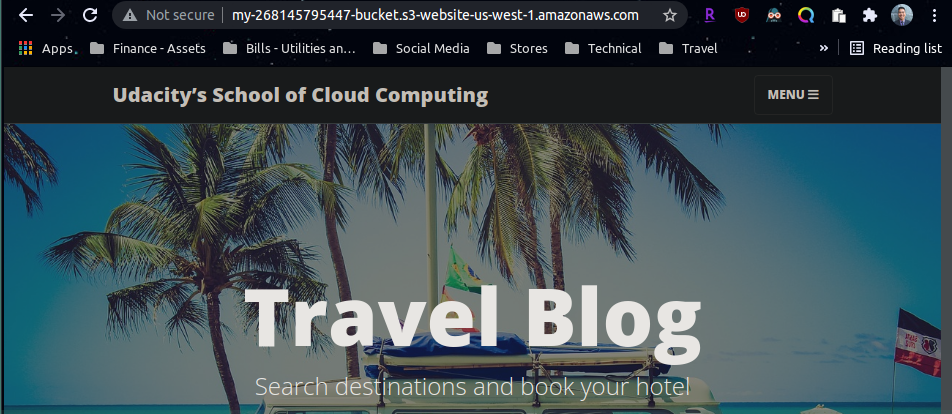 Not secure my-268145795447-bucket.s3-website-us-west-1.amazonaws.com
Apps Finance - Assets Bills - Utilities an… Social Media Stores Technical Travel » Reading list
Udacity’s School of Cloud Computing MENU
Travel Blog
Search destinations and book your hotel